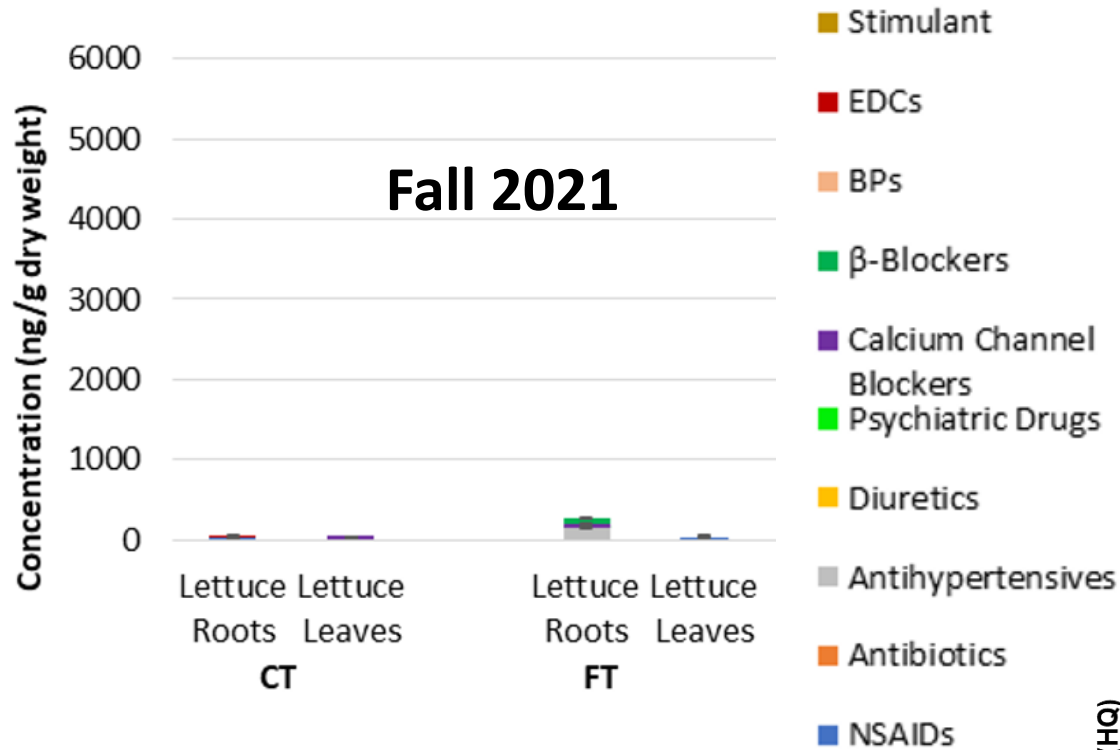 Fall 2021
Concentration (ng/g dry weight)
6000
5000
4000
3000
2000
1000
0
Lettuce Lettuce
Roots Leaves
CT
Lettuce Lettuce
Roots Leaves
FT
Stimulant
EDCs
BPs
β-Blockers
Calcium Channel
Blockers
Psychiatric Drugs
Diuretics
Antihypertensives
Antibiotics
NSAIDs
HQ)